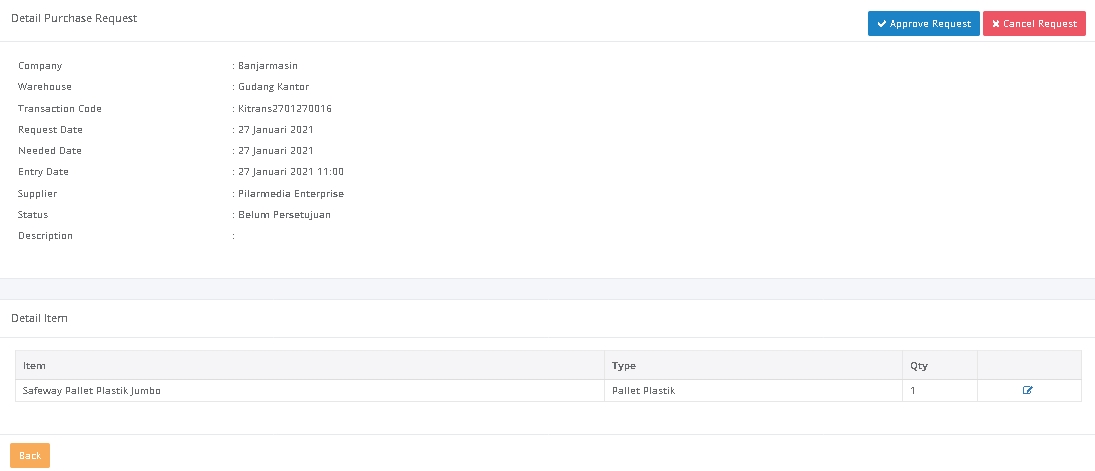 Detail Purchase Request
Approve Request
Cancel Request
Company : Banjarmasin
Warehouse : Gudang Kantor
Transaction Code : Kitrans2701270016
Request Date : 27 Januari 2021
Needed Date : 27 Januari 2021
Entry Date : 27 Januari 2021 11:00
Supplier : Pilarmedia Enterprise
Status : Belum Persetujuan
Description :
Detail Item
Item Type Qty
Safeway Pallet Plastik Jumbo Pallet Plastik 1
Back